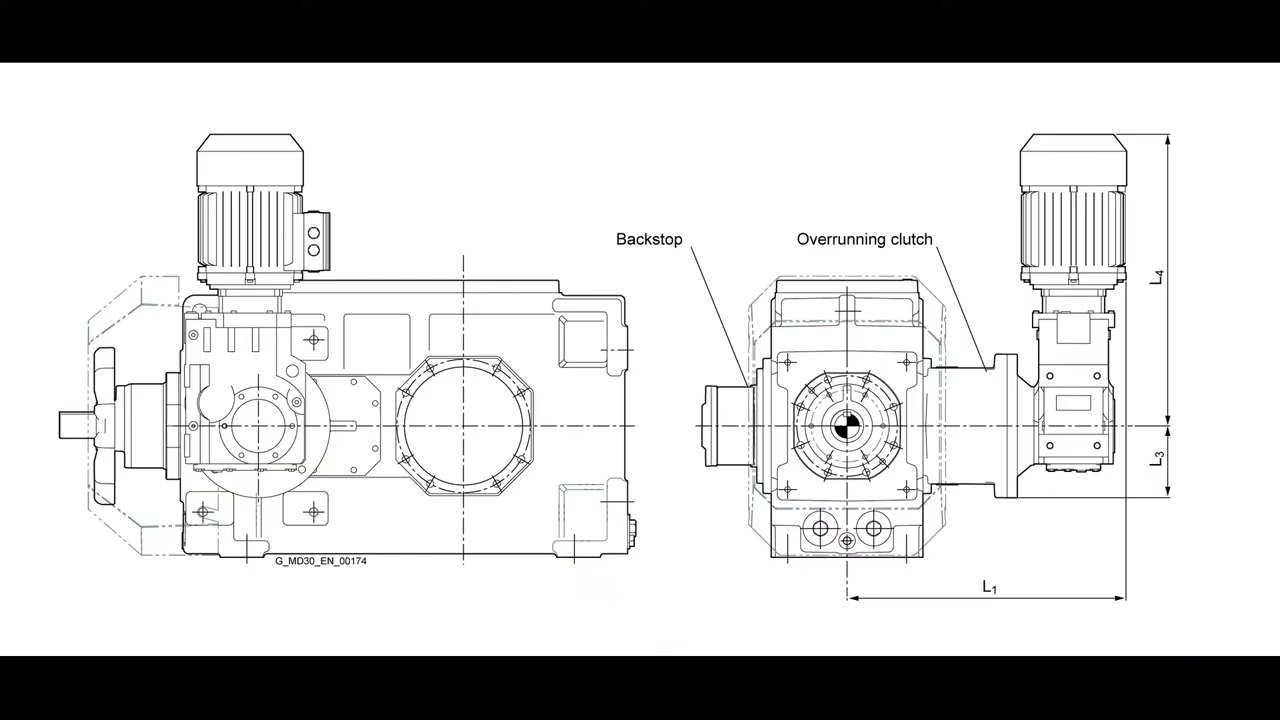 Backstop
Overrunning clutch
L4
L3
G_MD30_EN_00174
L1